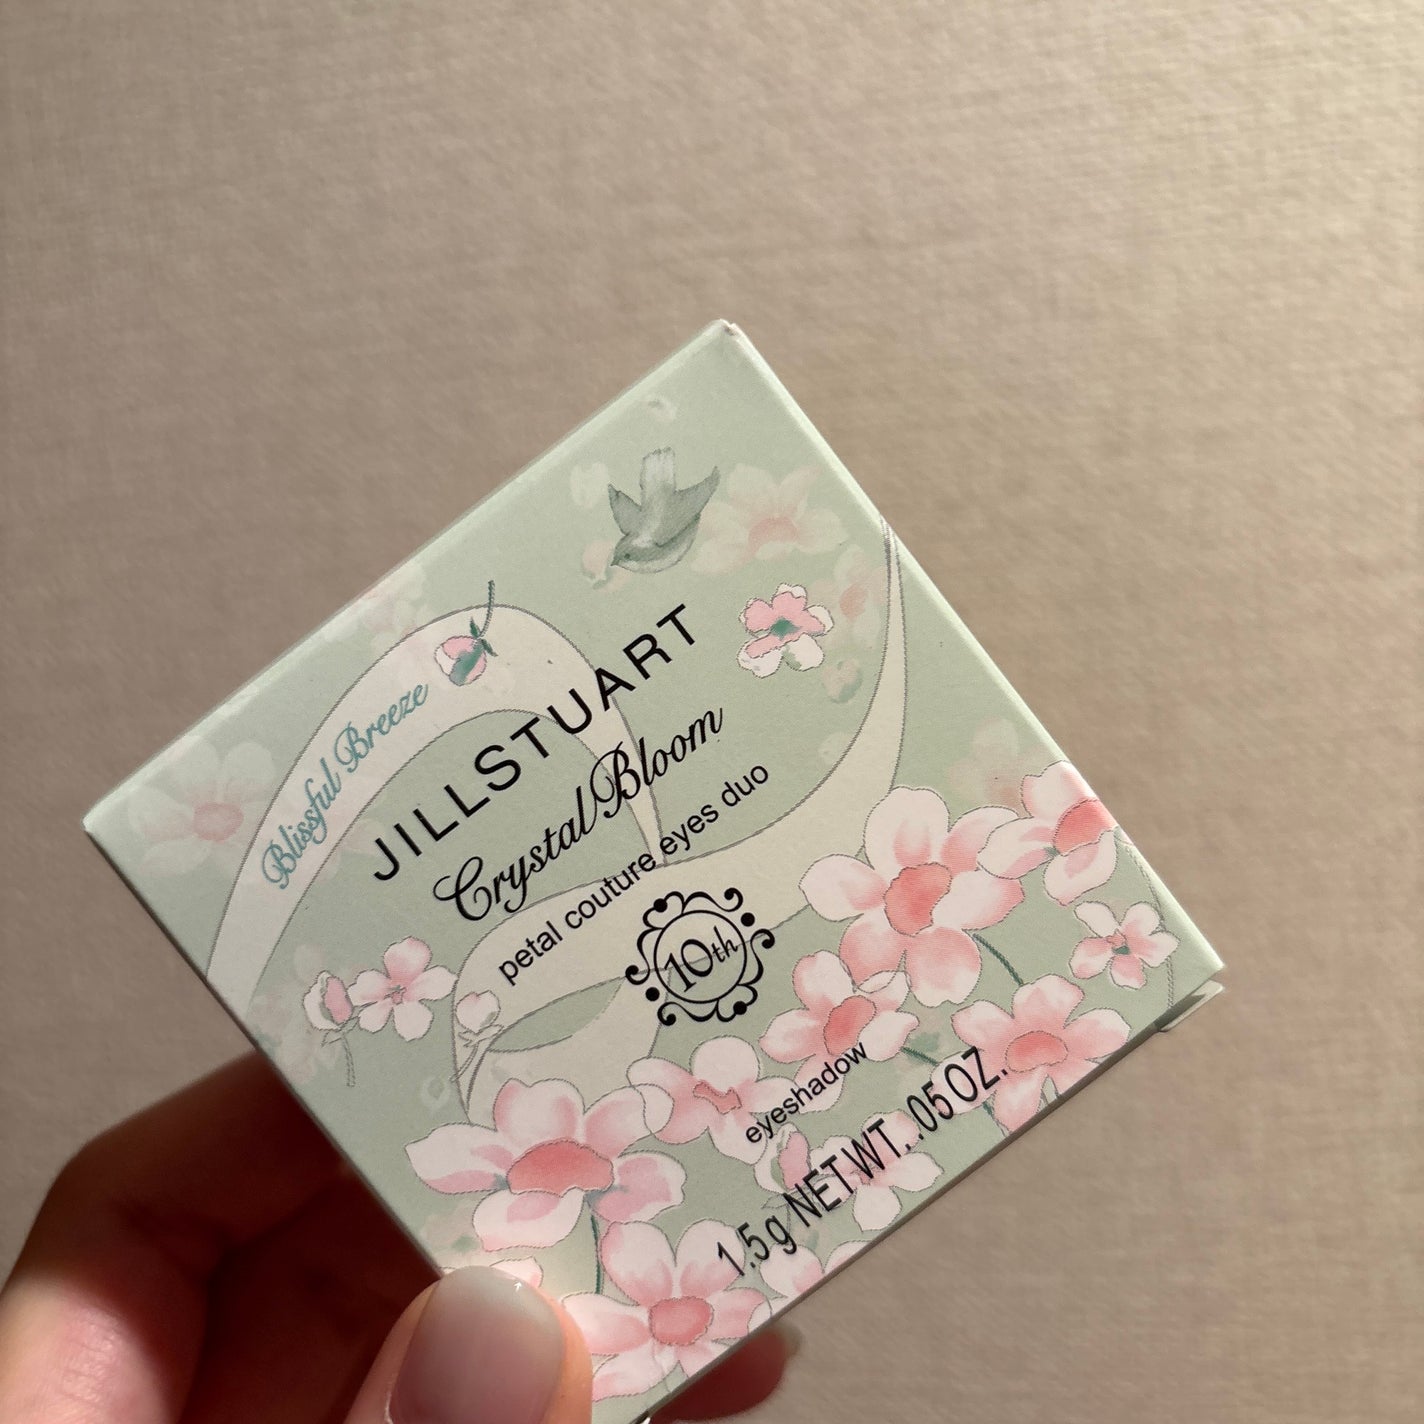 Blissful Breeze
JILLSTUART
Crystal Bloom
petal couture eyes duo
10th
eyeshadow
1.5g NET WT. .05 OZ.